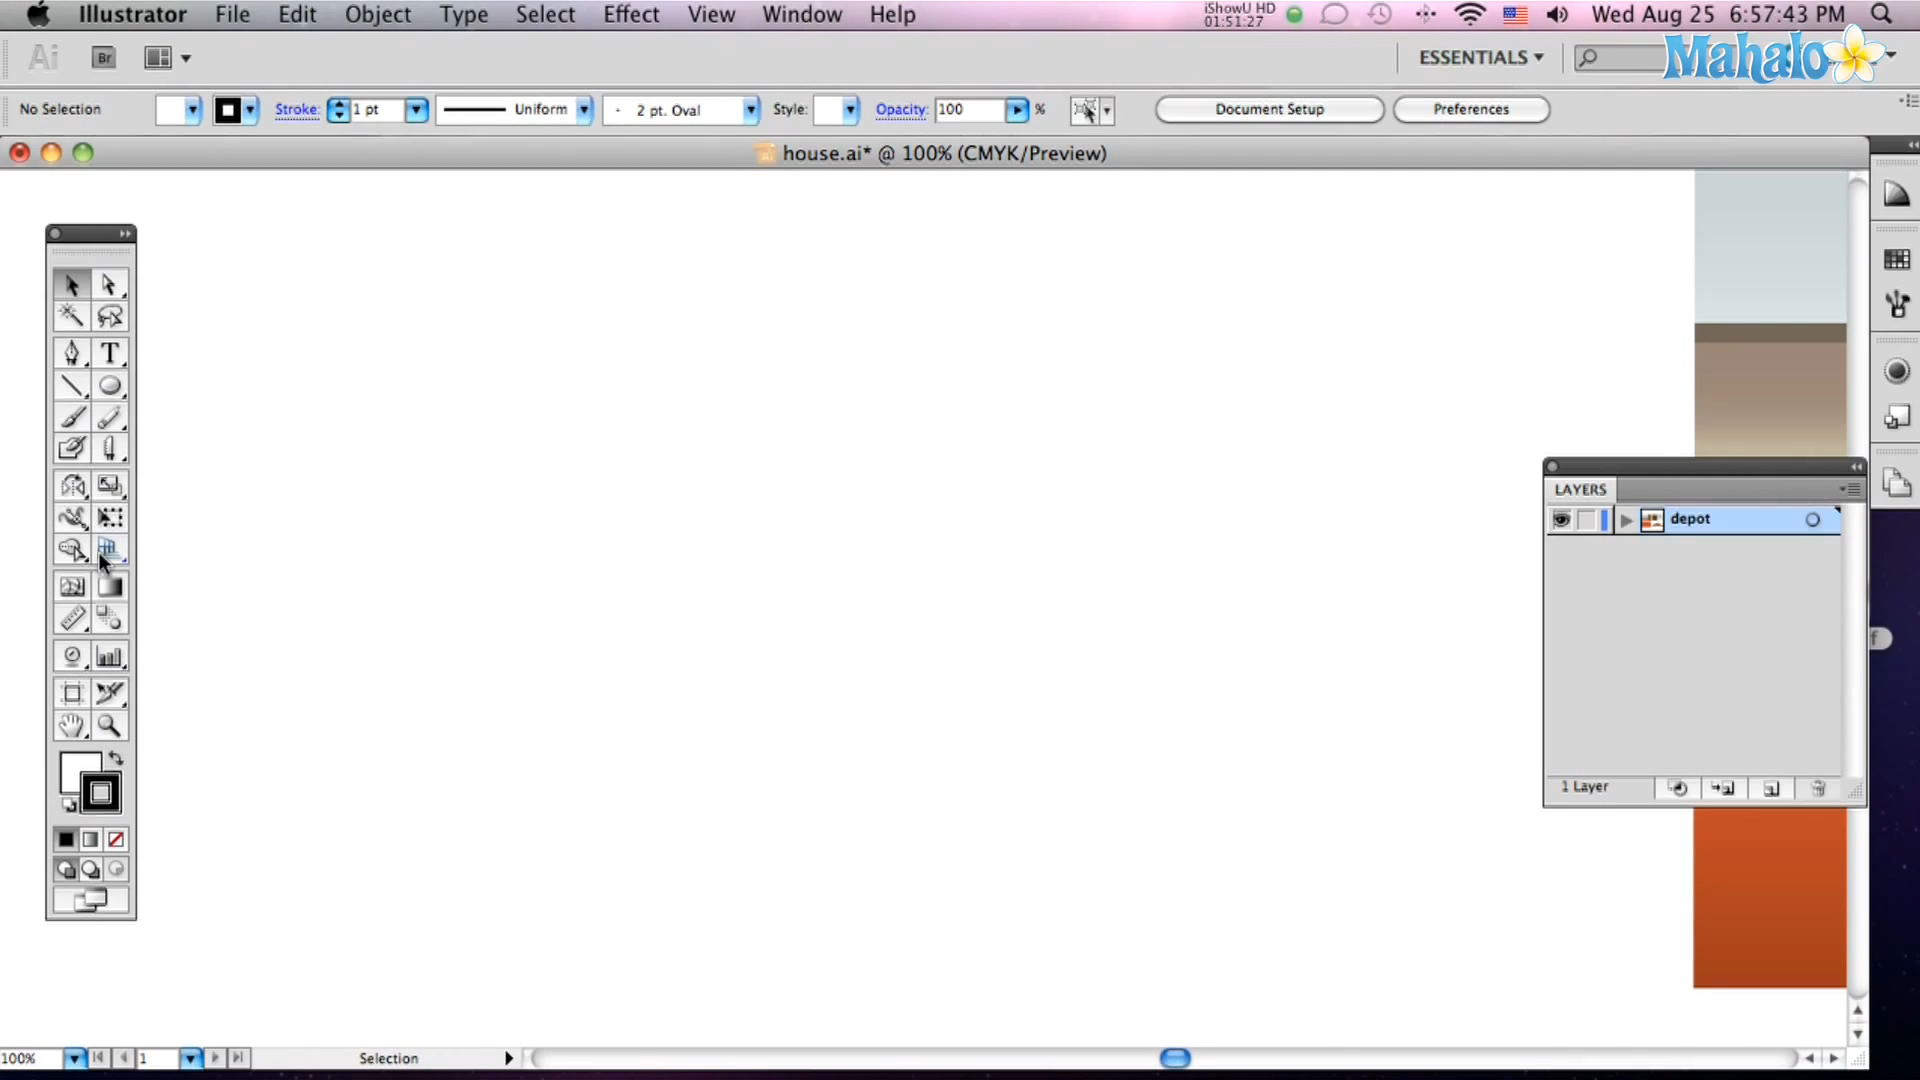 Illustrator File Edit Object Type Select Effect View Window Help iShowU HD 01:51:27 Wed Aug 25 6:57:43 PM
Ai Br ESSENTIALS Mahalo
No Selection Stroke: 1 pt Uniform 2 pt. Oval Style: Opacity: 100 % Document Setup Preferences
house.ai* @ 100% (CMYK/Preview)
T
LAYERS
depot
1 Layer
f
100% 1 Selection